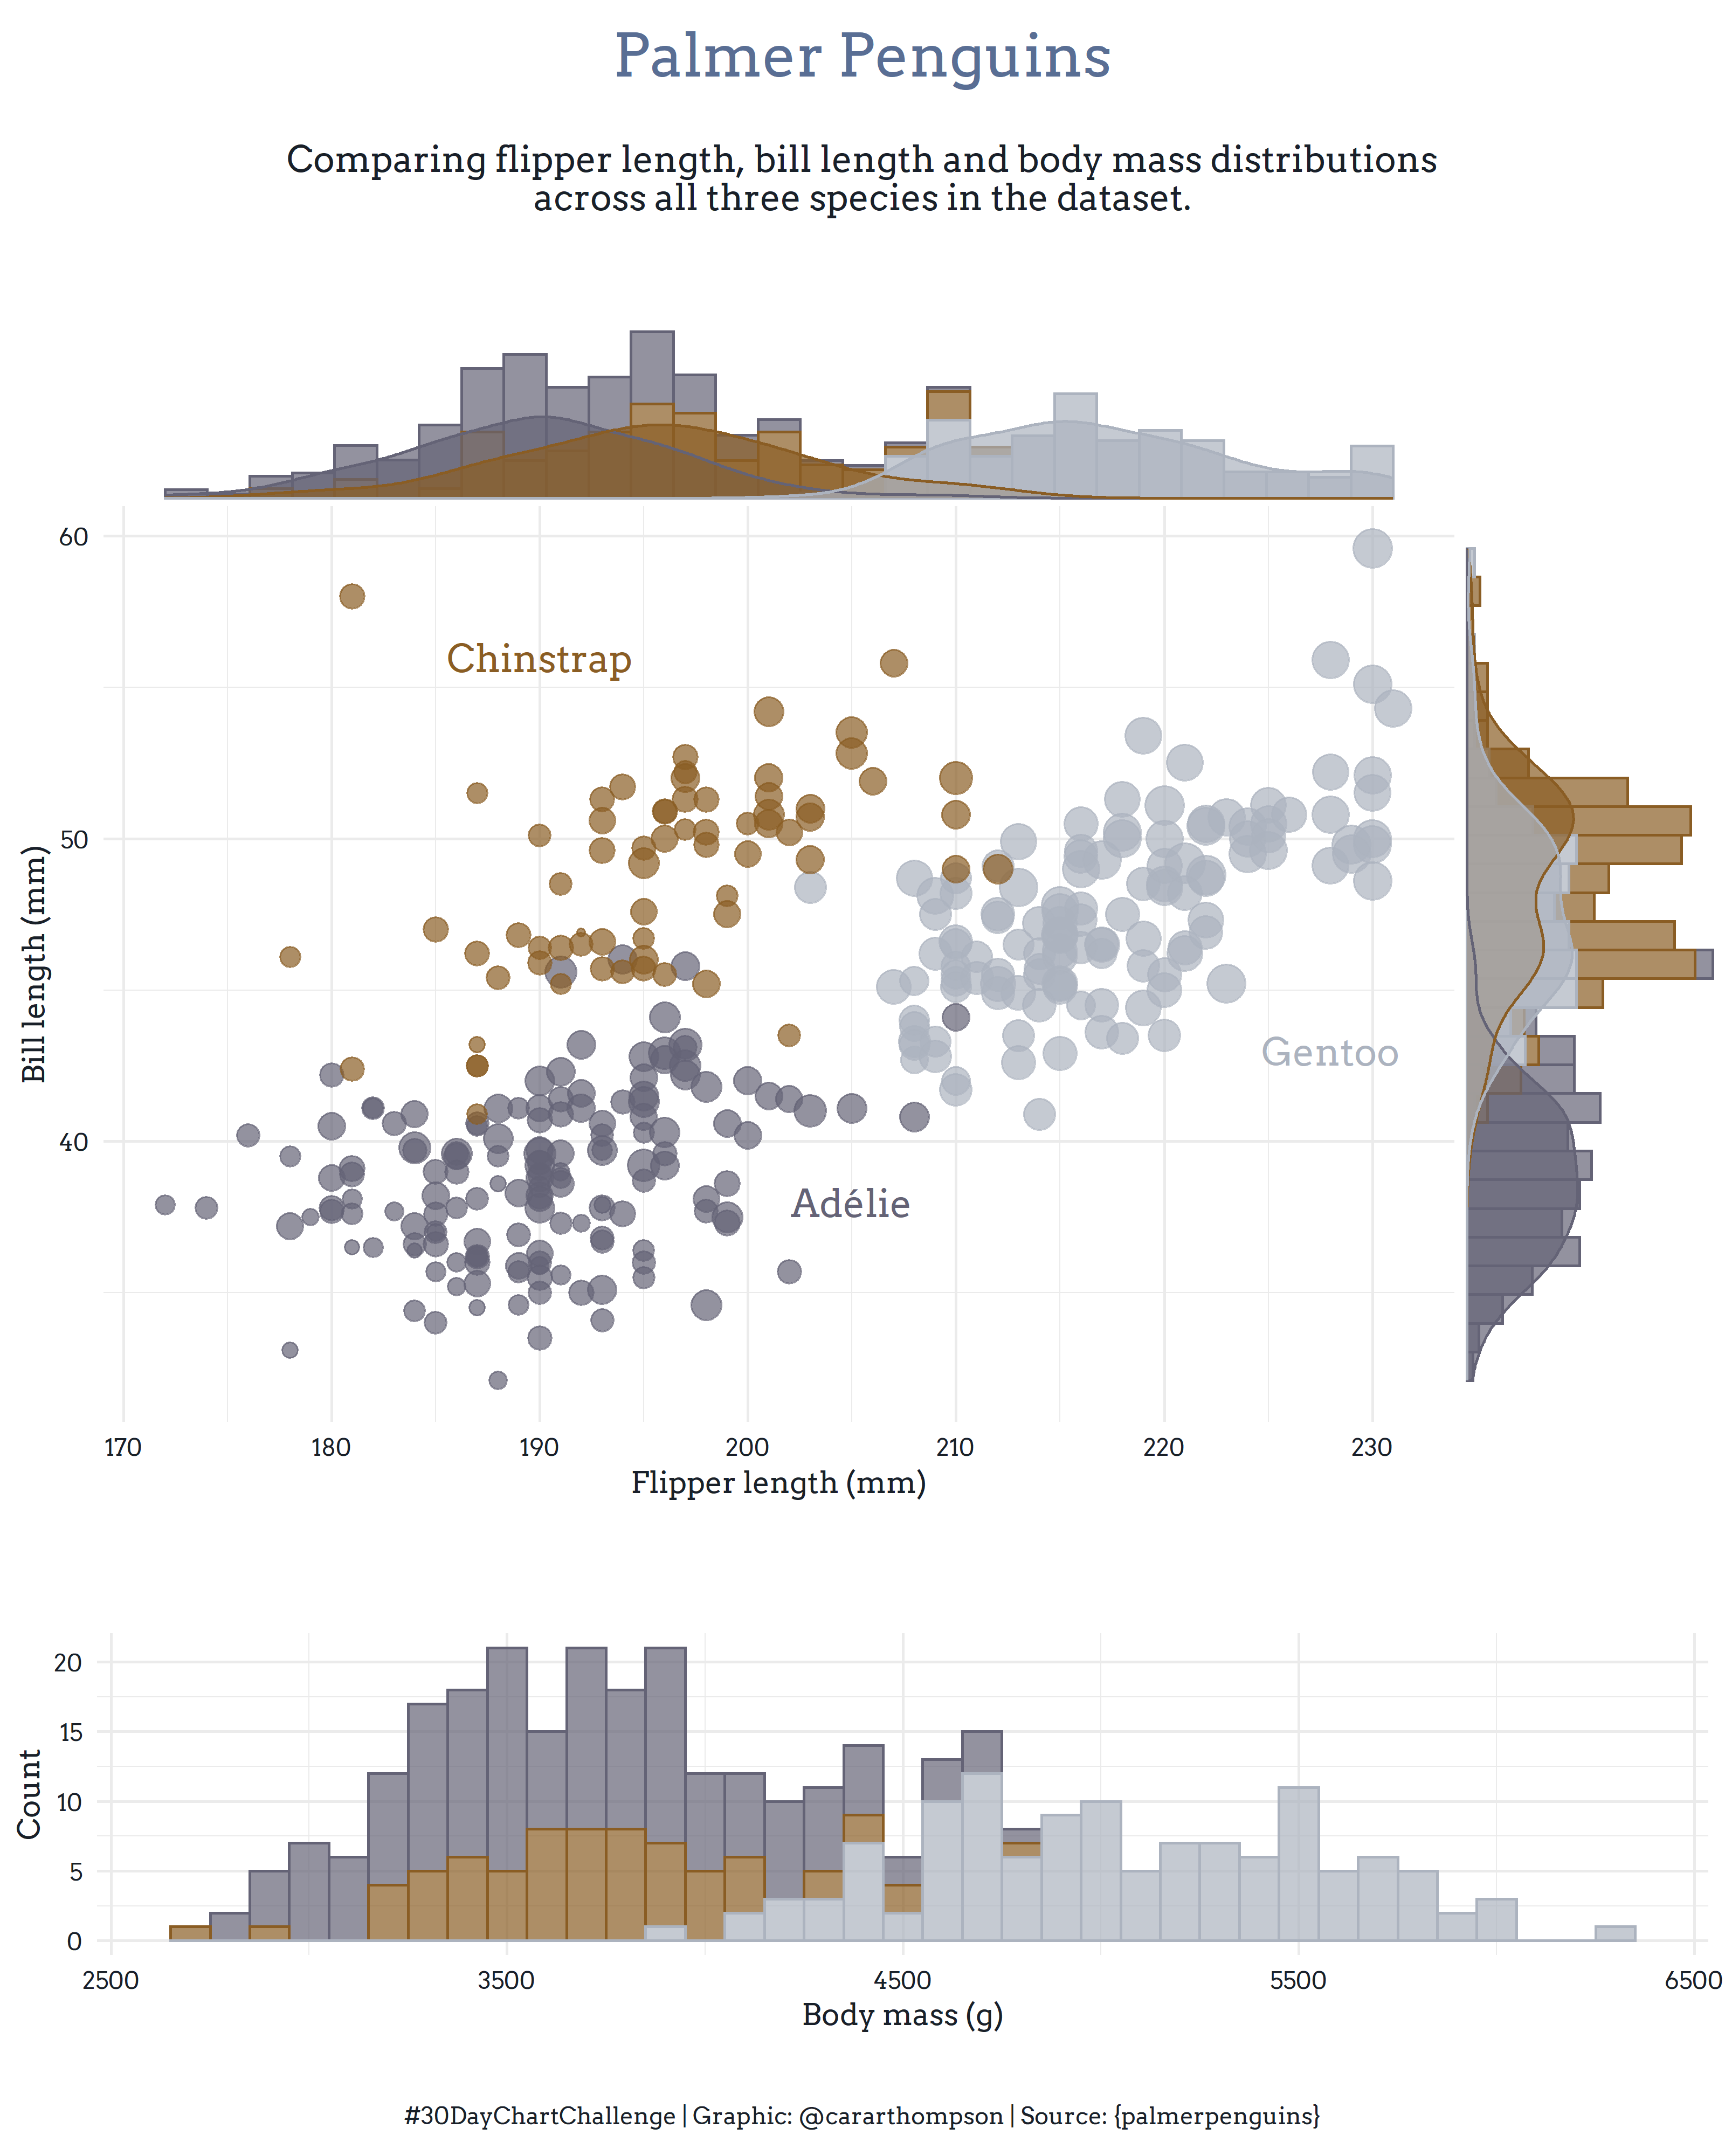 Palmer Penguins
Comparing flipper length, bill length and body mass distributions
across all three species in the dataset.
60
50
40
Bill length (mm)
Chinstrap
Gentoo
Adélie
170 180 190 200 210 220 230
Flipper length (mm)
20
15
10
5
0
Count
2500 3500 4500 5500 6500
Body mass (g)
#30DayChartChallenge | Graphic: @cararthompson | Source: {palmerpenguins}